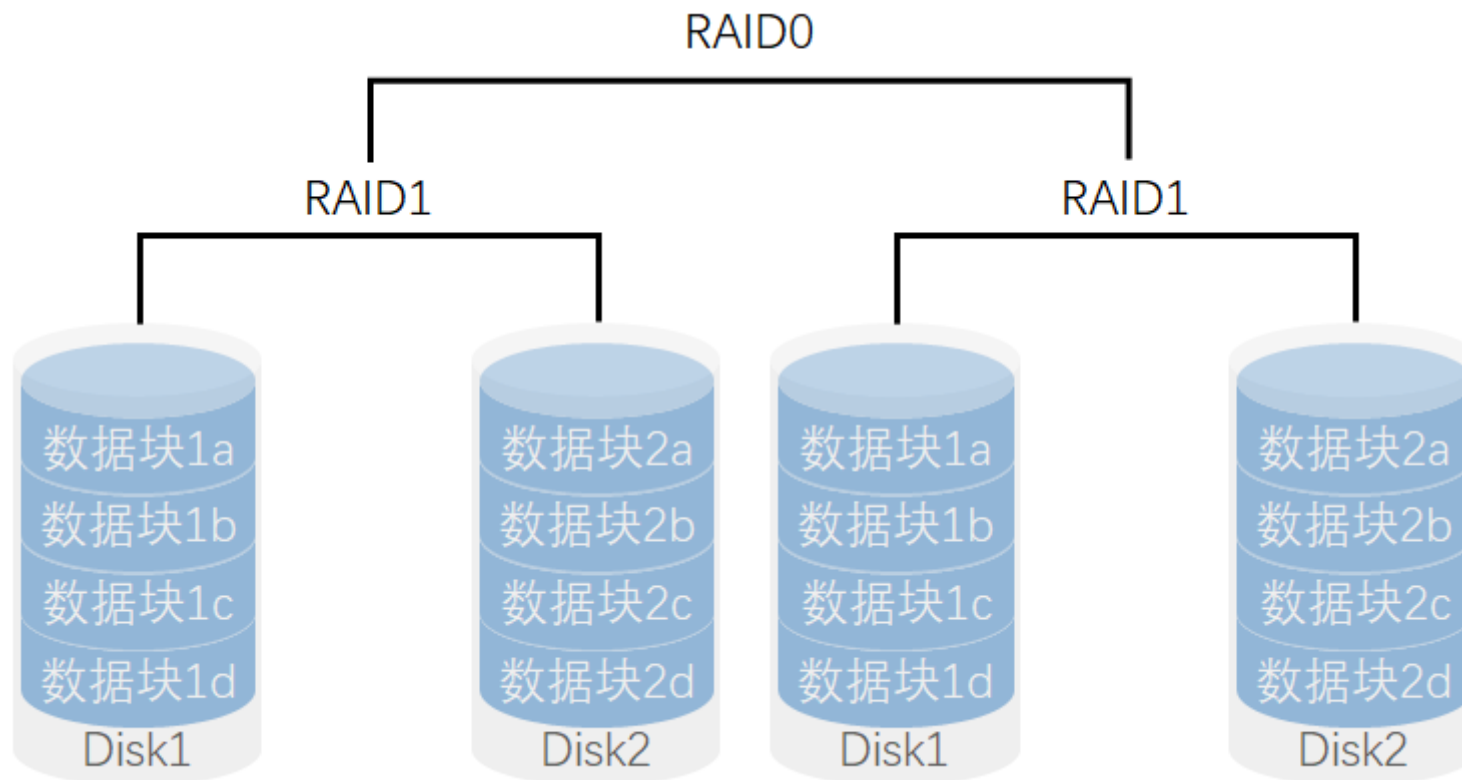 RAID0
RAID1 RAID1
数据块1a 数据块2a 数据块1a 数据块2a
数据块1b 数据块2b 数据块1b 数据块2b
数据块1c 数据块2c 数据块1c 数据块2c
数据块1d 数据块2d 数据块1d 数据块2d
Disk1 Disk2 Disk1 Disk2